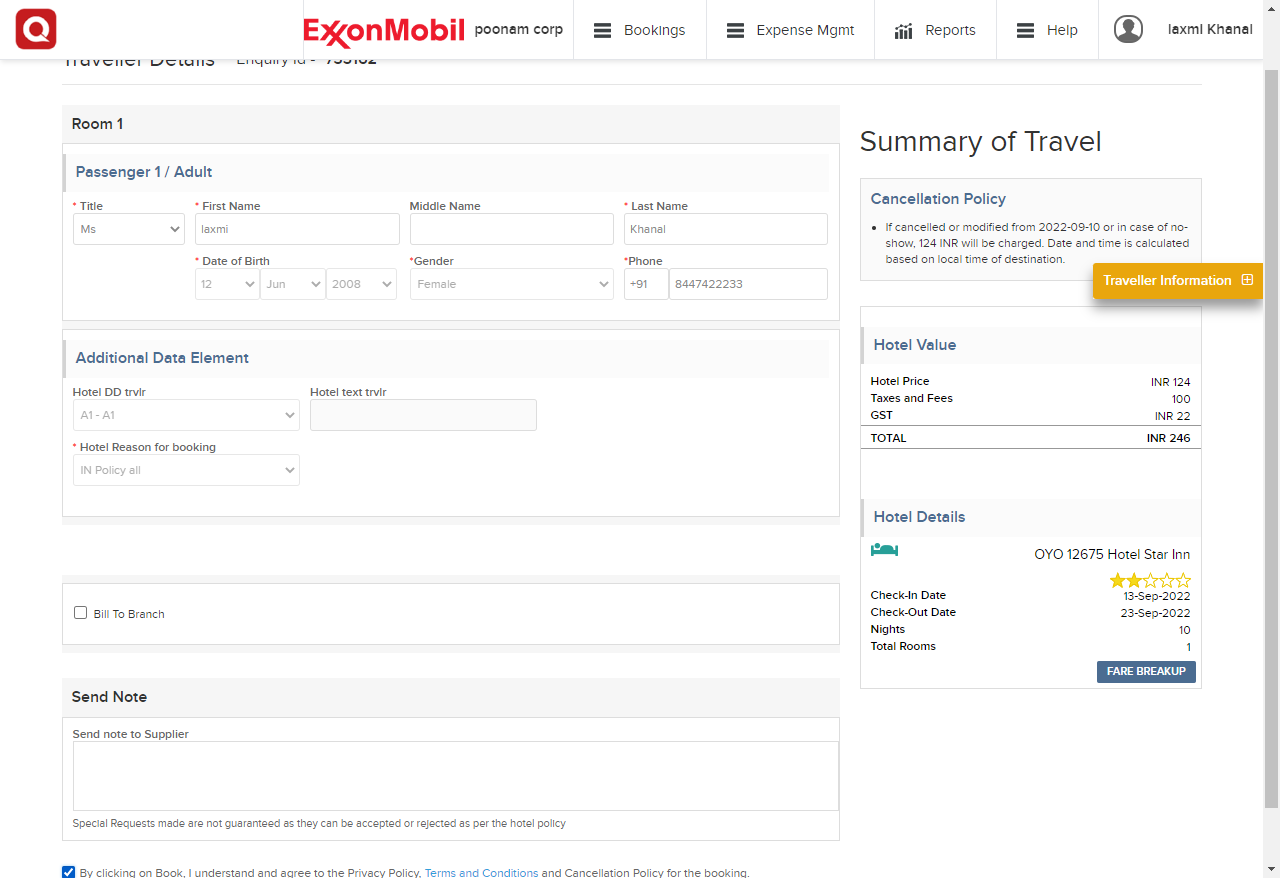 Q
ExxonMobil
poonam corp
Bookings
Expense Mgmt
Reports
Help
laxmi Khanal
Traveller Details Enquiry Id -
Room 1
Passenger 1 / Adult
* Title
* First Name
Middle Name
* Last Name
Ms
laxmi
Khanal
* Date of Birth
*Gender
*Phone
12
Jun
2008
Female
+91
8447422233
Additional Data Element
Hotel DD trvlr
Hotel text trvlr
A1 - A1
* Hotel Reason for booking
IN Policy all
Bill To Branch
Send Note
Send note to Supplier
Special Requests made are not guaranteed as they can be accepted or rejected as per the hotel policy
By clicking on Book, I understand and agree to the Privacy Policy, Terms and Conditions and Cancellation Policy for the booking.
Summary of Travel
Cancellation Policy
If cancelled or modified from 2022-09-10 or in case of no-
show, 124 INR will be charged. Date and time is calculated
based on local time of destination.
Traveller Information
Hotel Value
Hotel Price INR 124
Taxes and Fees 100
GST INR 22
TOTAL INR 246
Hotel Details
OYO 12675 Hotel Star Inn
Check-In Date 13-Sep-2022
Check-Out Date 23-Sep-2022
Nights 10
Total Rooms 1
FARE BREAKUP